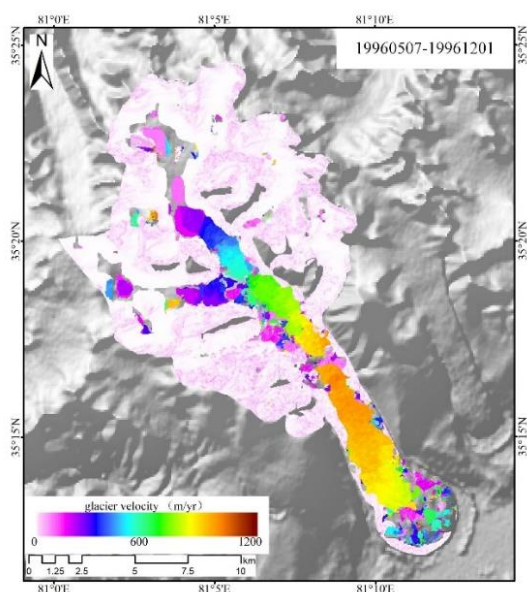 81°0'E 81°5'E 81°10'E
35°25'N 35°25'N
N
19960507-19961201
35°20'N 35°20'N
35°15'N 35°15'N
glacier velocity （m/yr）
0 600 1200
km
0 1.25 2.5 5 7.5 10
81°0'E 81°5'E 81°10'E